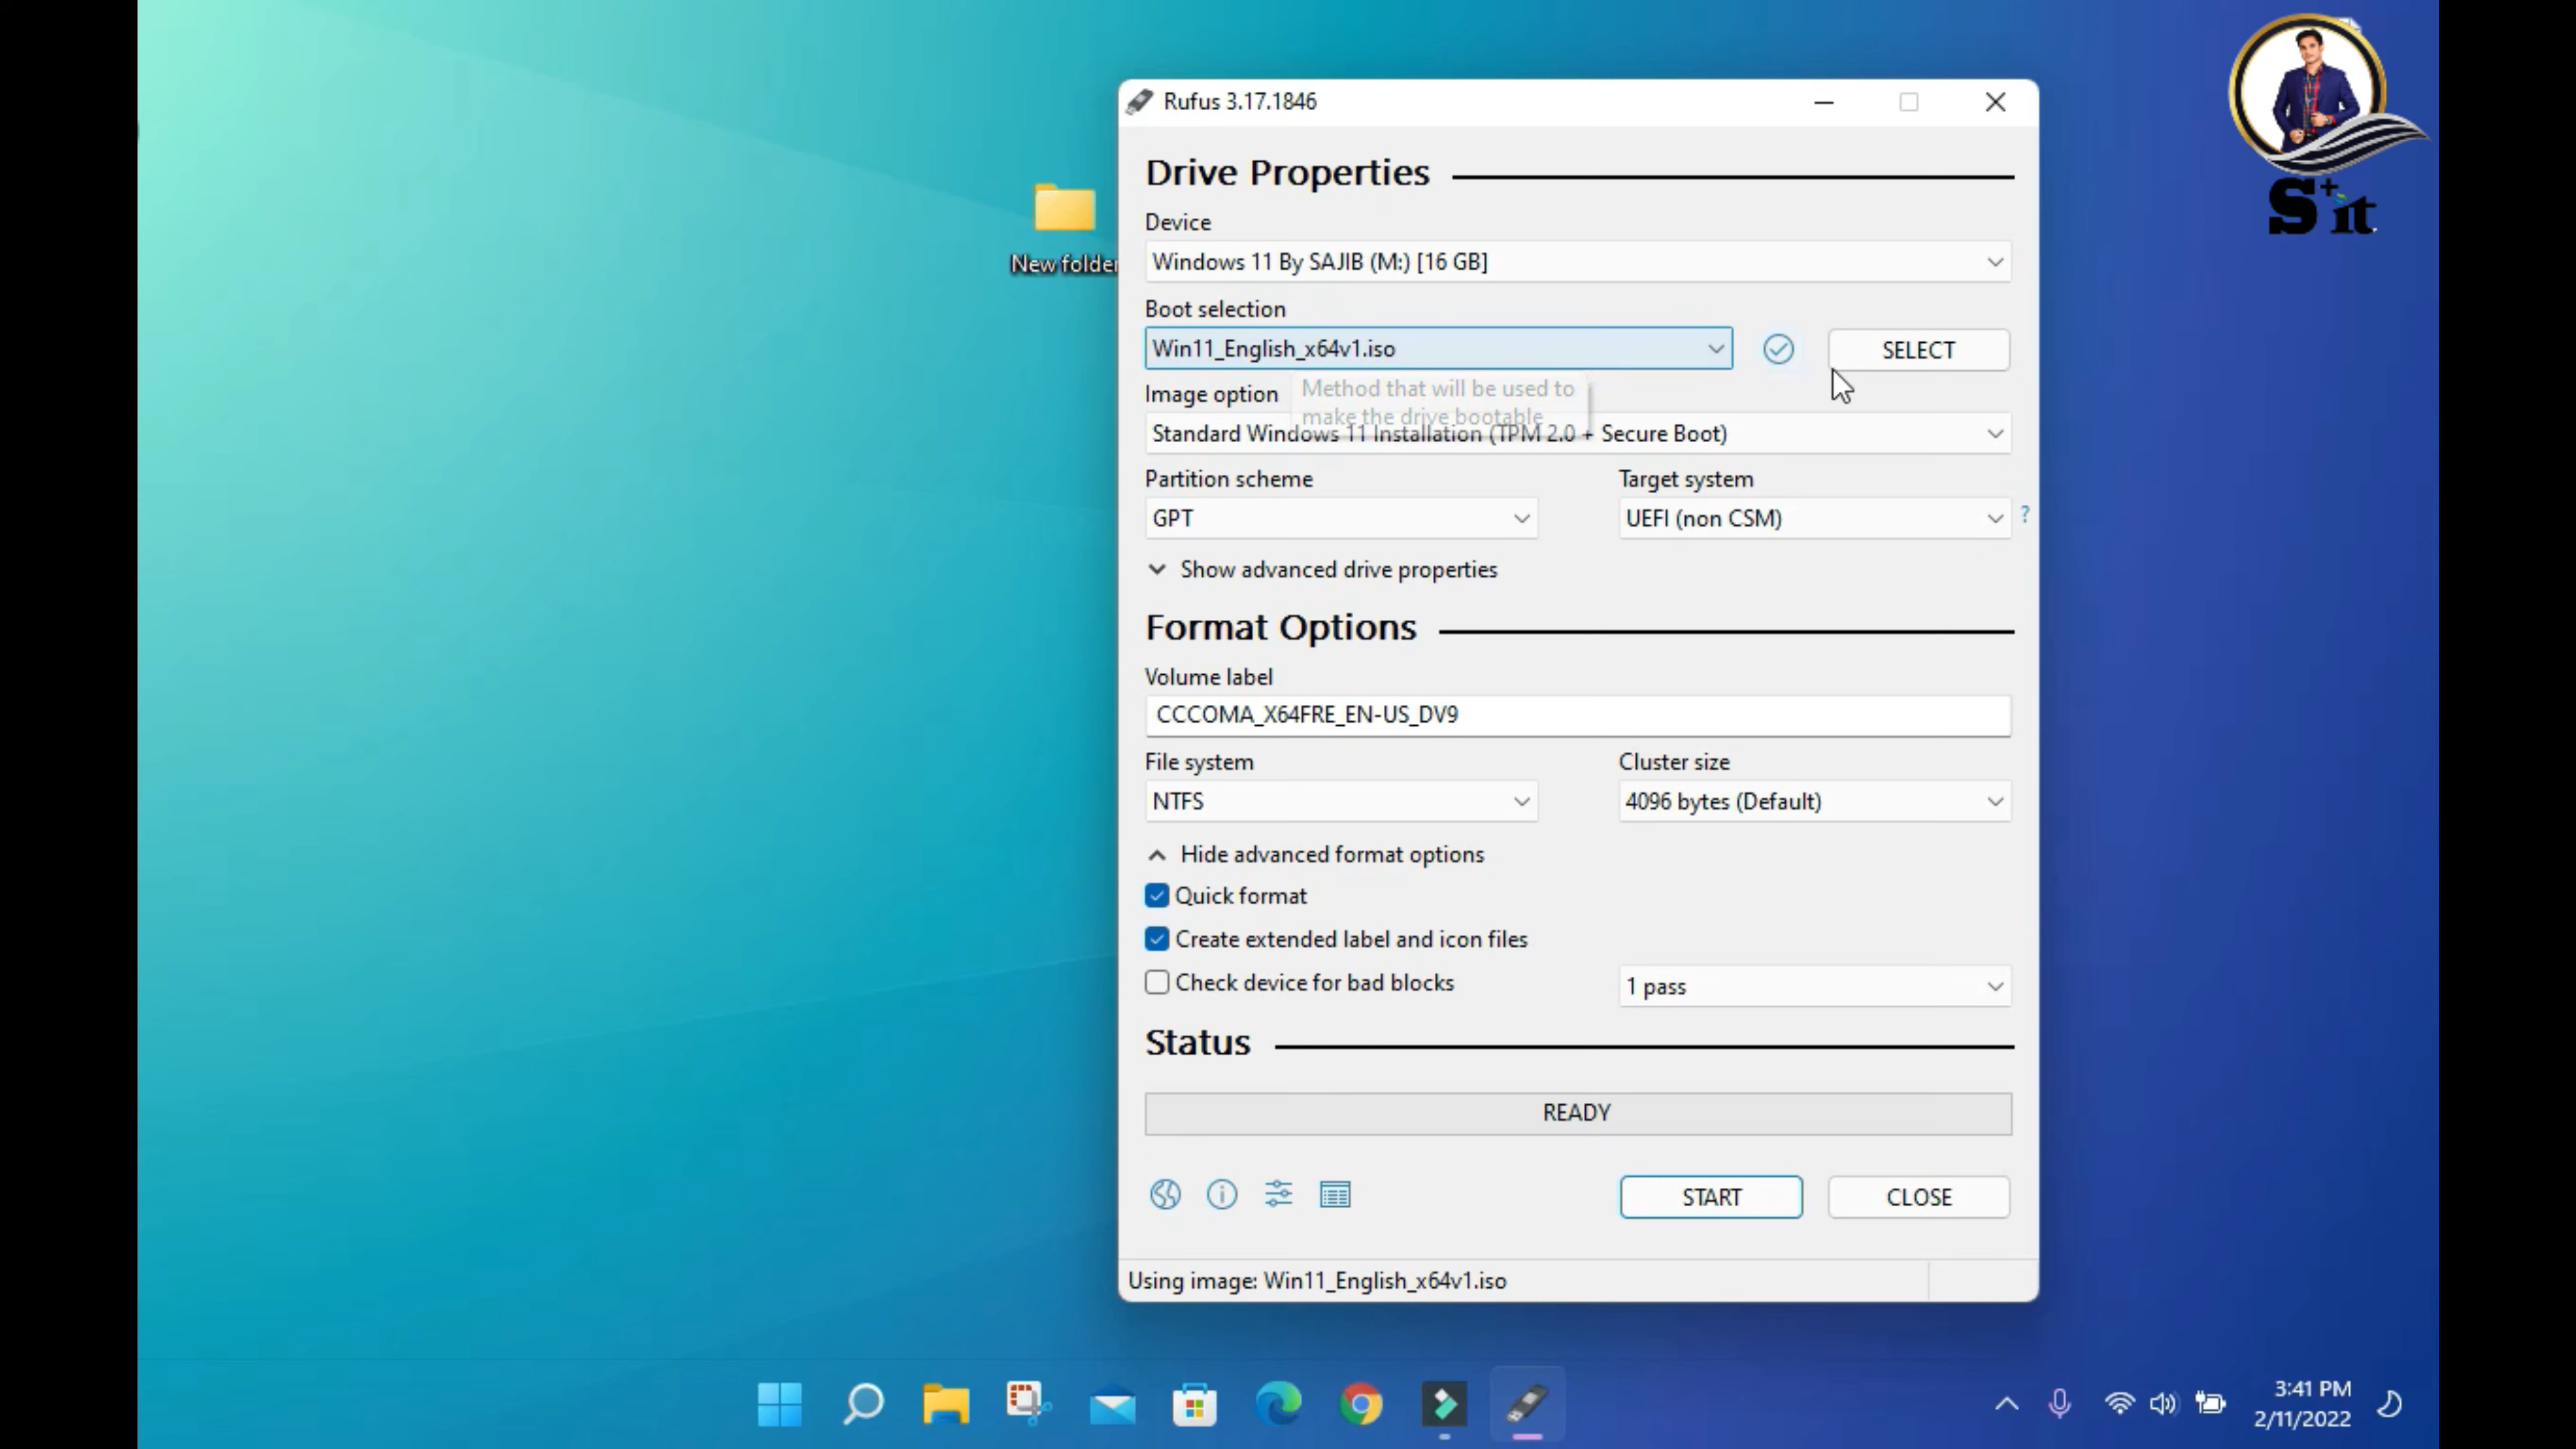 Rufus 3.17.1846
S+it
New folder
Drive Properties
Device
Windows 11 By SAJIB (M:) [16 GB]
Boot selection
Win11_English_x64v1.iso
SELECT
Image option
Method that will be used to
make the drive bootable
Standard Windows 11 Installation (TPM 2.0 + Secure Boot)
Partition scheme
Target system
GPT
UEFI (non CSM)
?
Show advanced drive properties
Format Options
Volume label
CCCOMA_X64FRE_EN-US_DV9
File system
Cluster size
NTFS
4096 bytes (Default)
Hide advanced format options
Quick format
Create extended label and icon files
Check device for bad blocks
1 pass
Status
READY
START
CLOSE
Using image: Win11_English_x64v1.iso
3:41 PM
2/11/2022